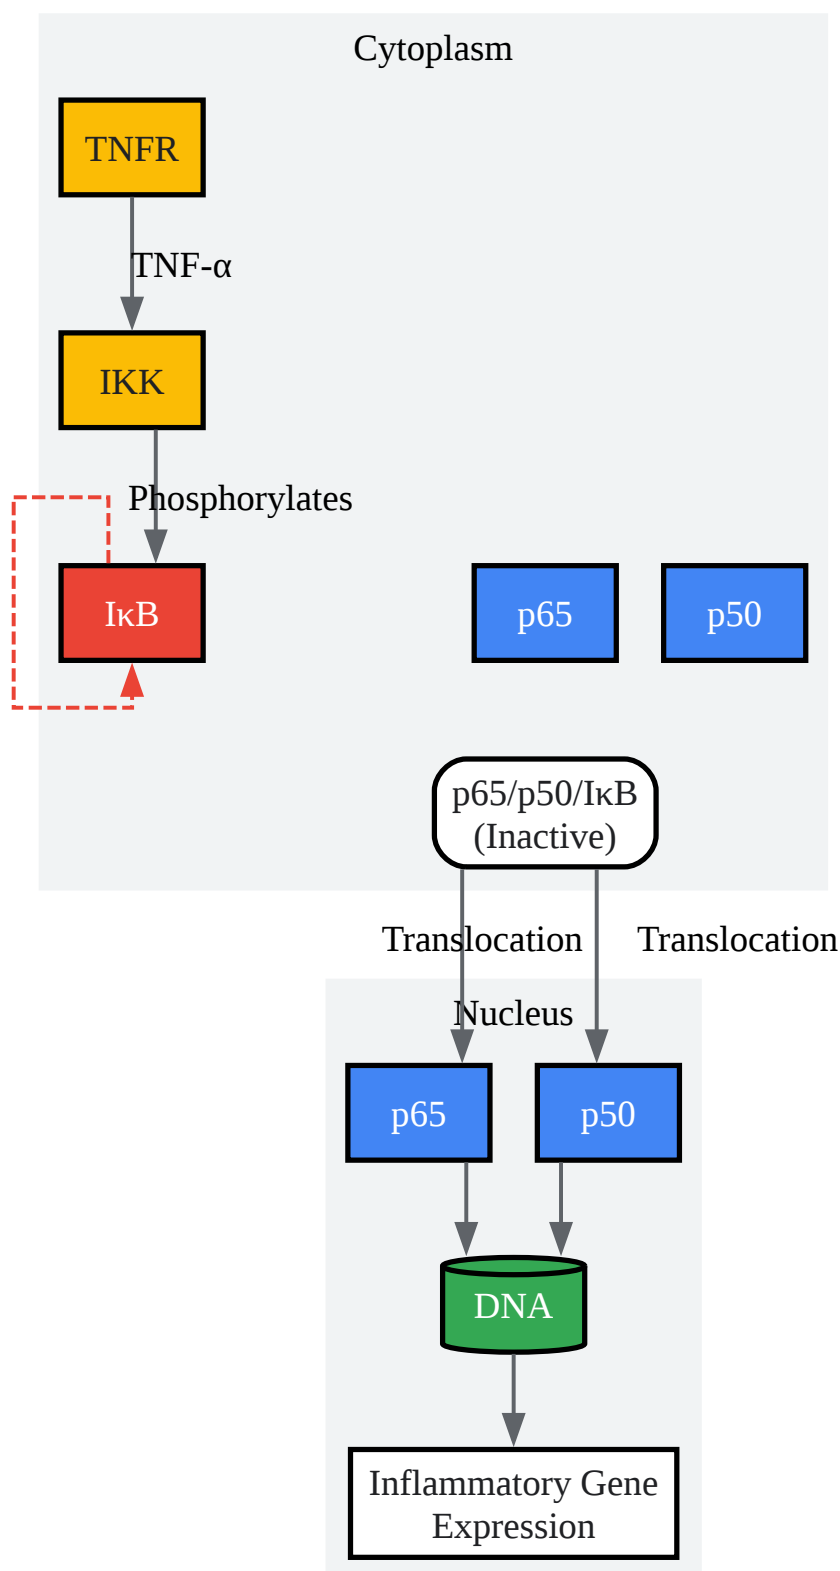 Cytoplasm
TNFR
TNF-α
IKK
Phosphorylates
IκB
p65
p50
p65/p50/IκB
(Inactive)
Translocation
Translocation
Nucleus
p65
p50
DNA
Inflammatory Gene
Expression